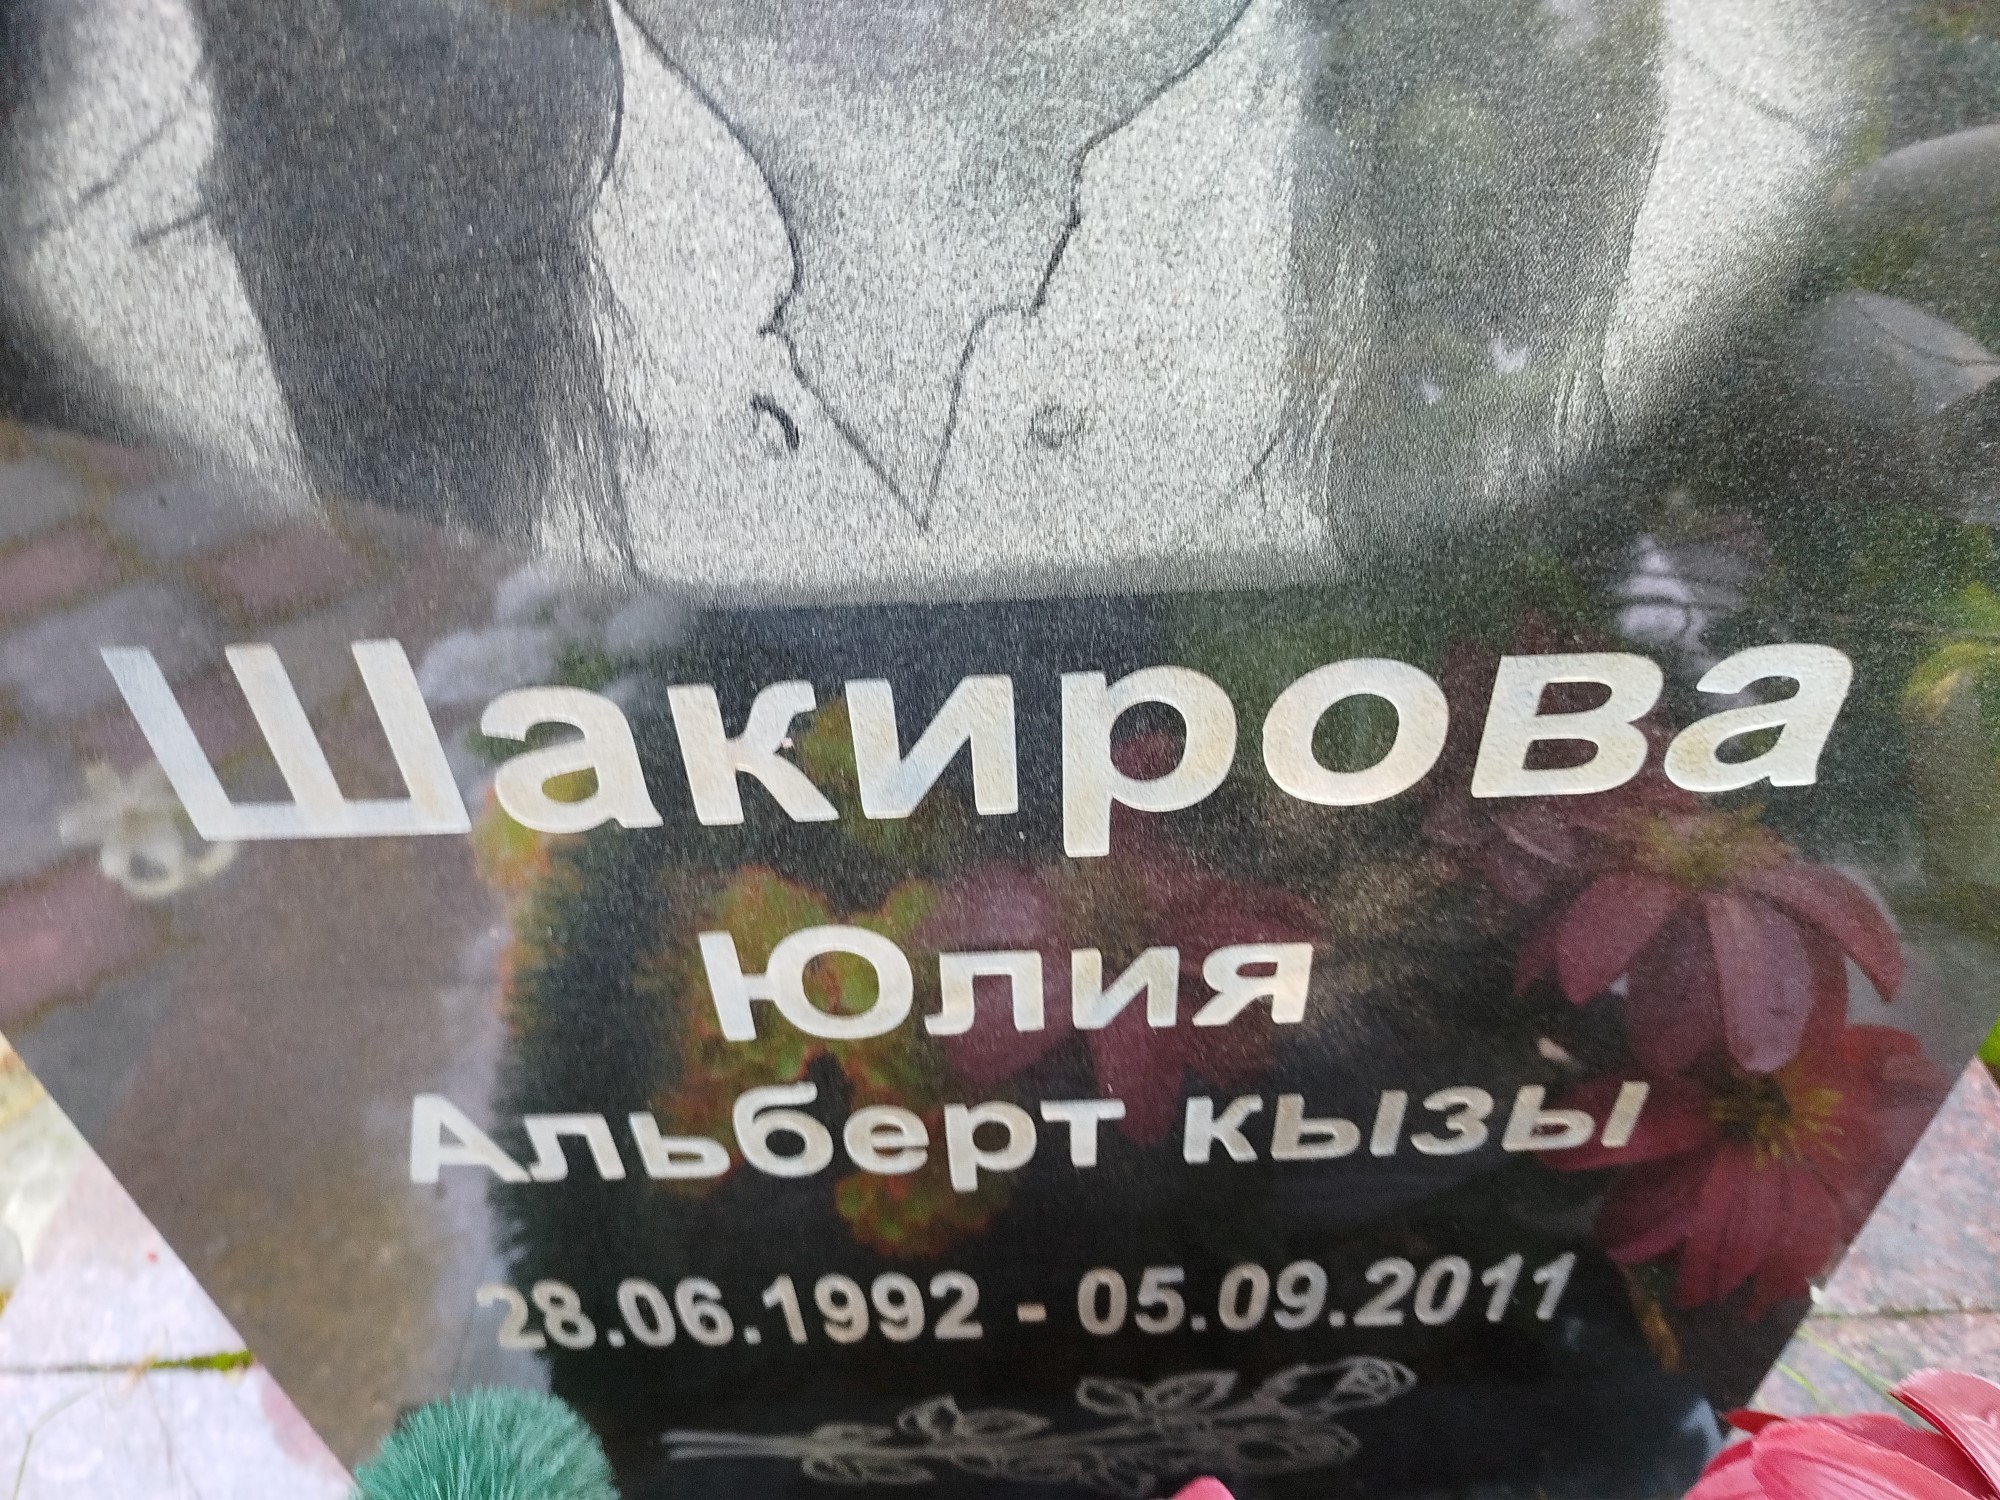 Шакирова
Юлия
Альберт кызы
28.06.1992 - 05.09.2011